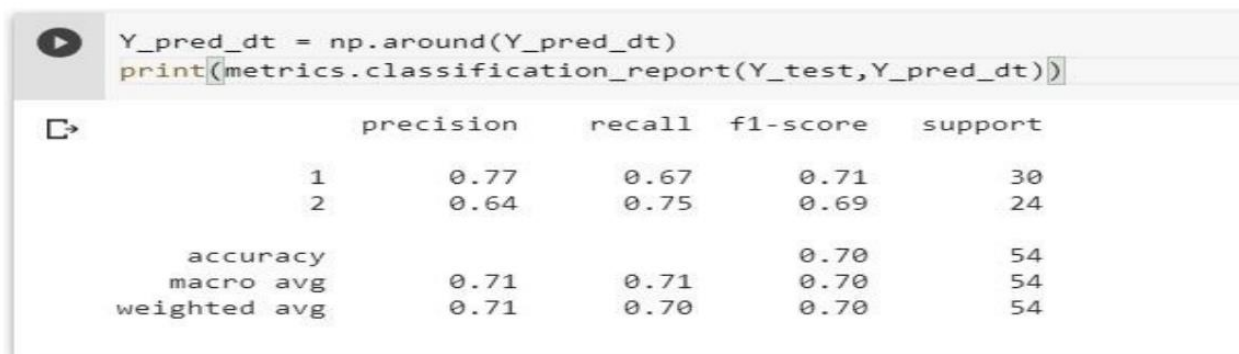 Y_pred_dt = np.around(Y_pred_dt)
print(metrics.classification_report(Y_test,Y_pred_dt))
precision recall f1-score support
1 0.77 0.67 0.71 30
2 0.64 0.75 0.69 24
accuracy 0.70 54
macro avg 0.71 0.71 0.70 54
weighted avg 0.71 0.70 0.70 54